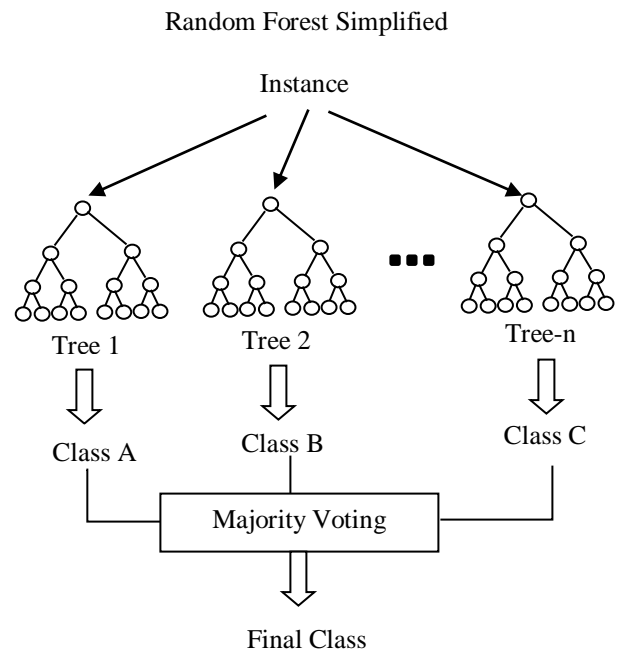 Random Forest Simplified
Instance
Tree 1
Tree 2
Tree-n
Class A
Class B
Class C
Majority Voting
Final Class